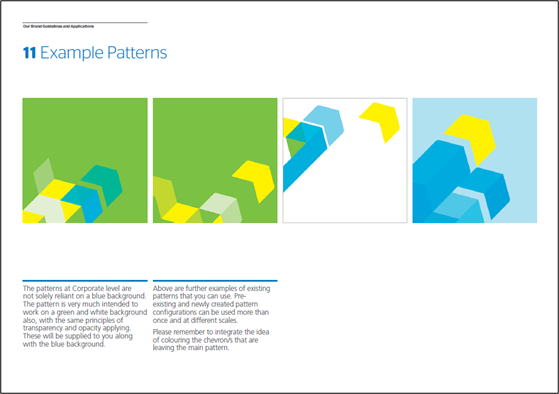 Our Brand Guidelines and Applications
11 Example Patterns
The patterns at Corporate level are
not solely reliant on a blue background.
The pattern is very much intended to
work on a green and white background
also, with the same principles of
transparency and opacity applying.
These will be supplied to you along
with the blue background.
Above are further examples of existing
patterns that you can use. Pre-
existing and newly created pattern
configurations can be used more than
once and at different scales.
Please remember to integrate the idea
of colouring the chevron/s that are
leaving the main pattern.